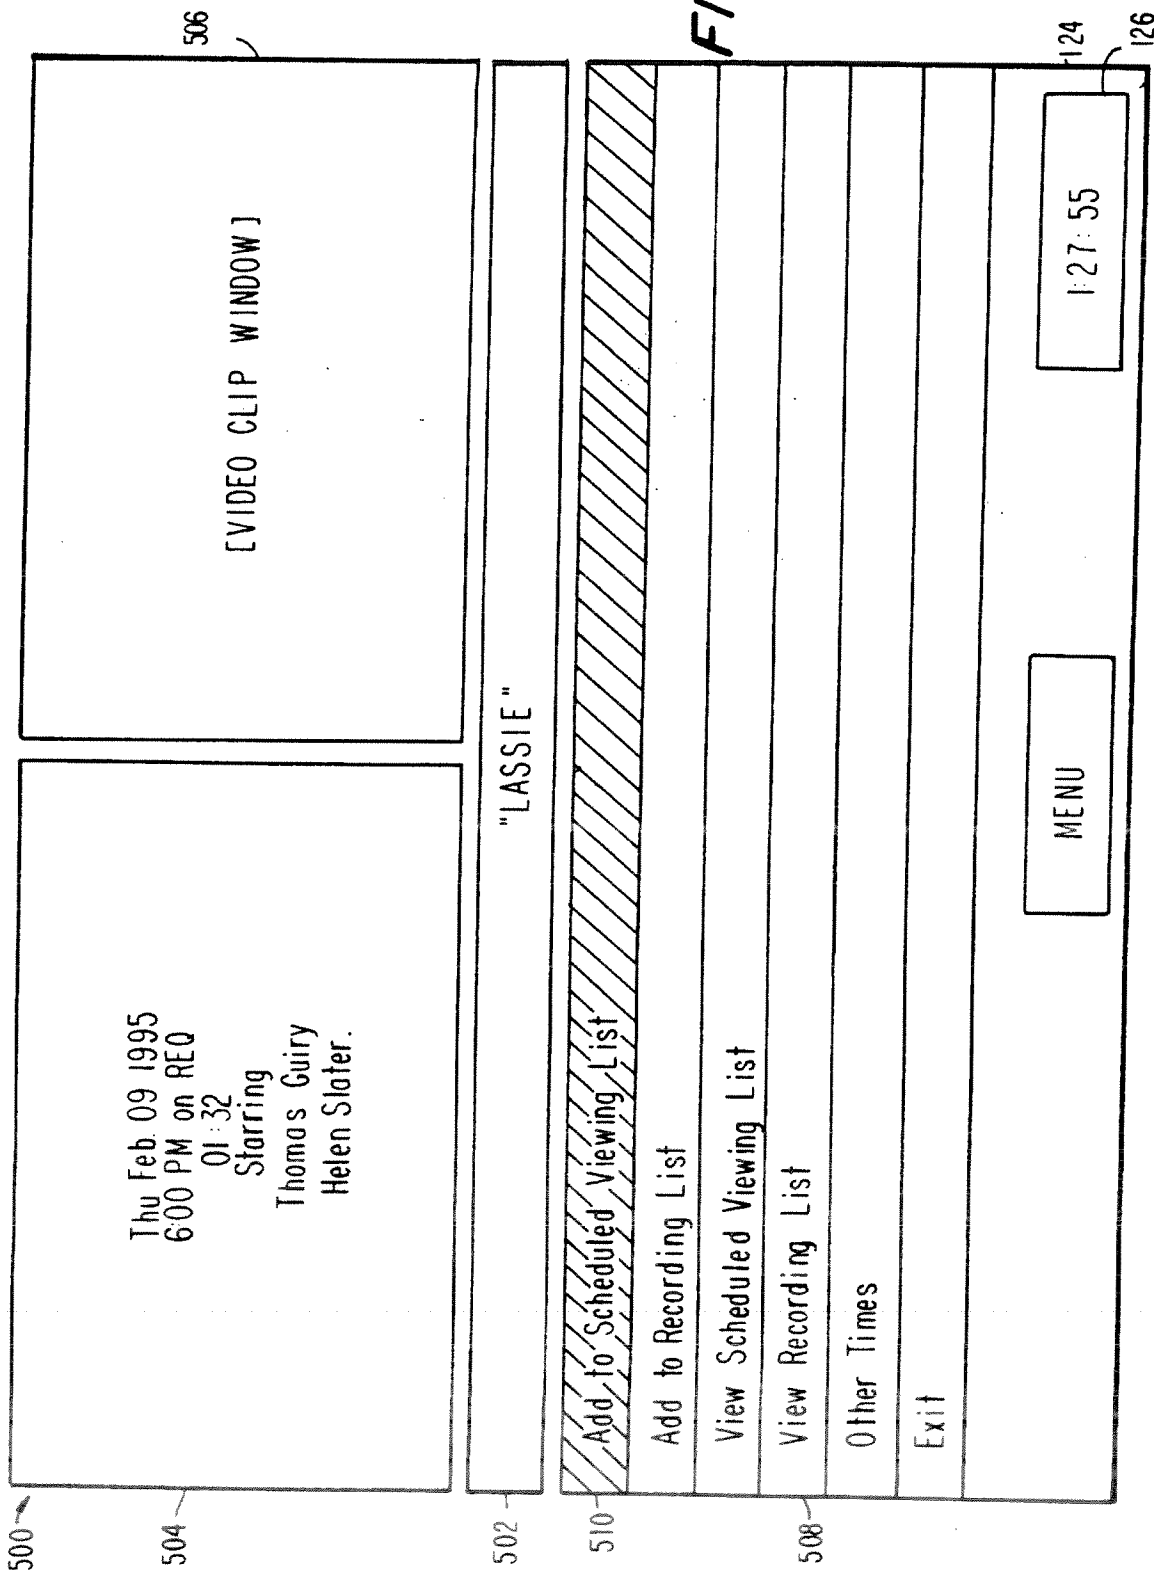 500
504
Thu Feb. 09 1995
6:00 PM on REQ
01:32
Starring
Thomas Guiry
Helen Slater.
506
[VIDEO CLIP WINDOW]
502
"LASSIE"
510
Add to Scheduled Viewing List
Add to Recording List
View Scheduled Viewing List
508
View Recording List
Other Times
Exit
MENU
1:27:55
124
126